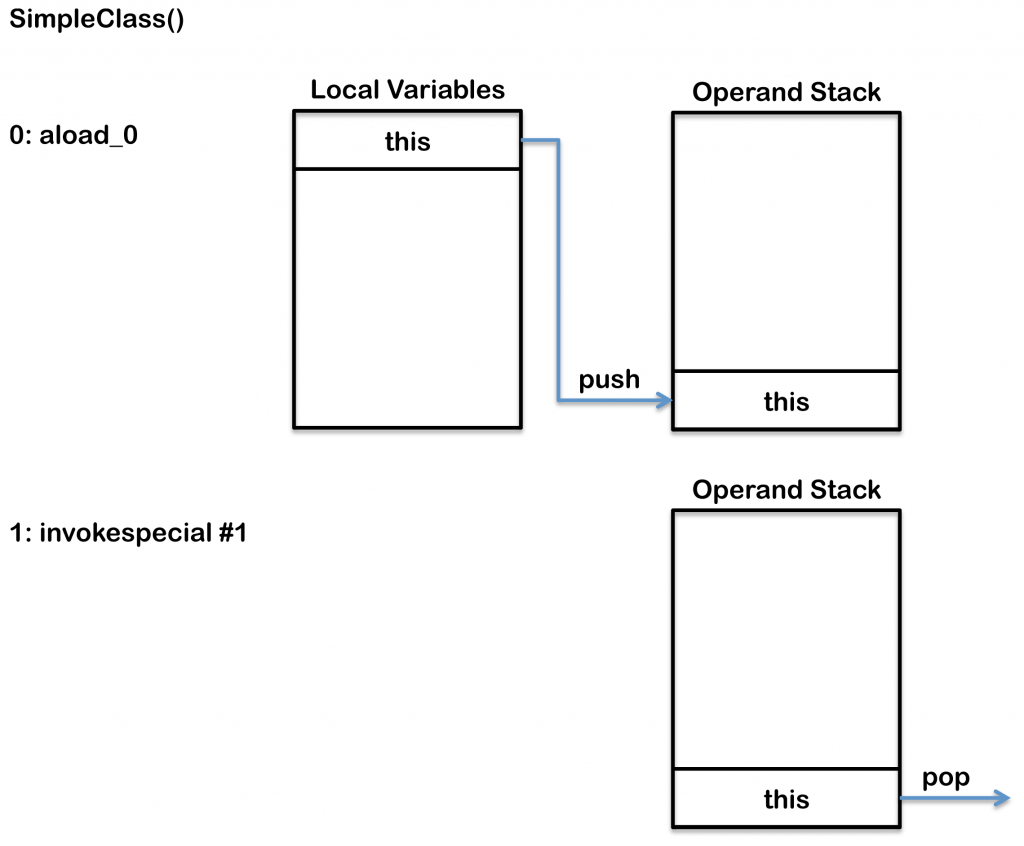 SimpleClass()
Local Variables
Operand Stack
0: aload_0
this
push
this
Operand Stack
1: invokespecial #1
pop
this